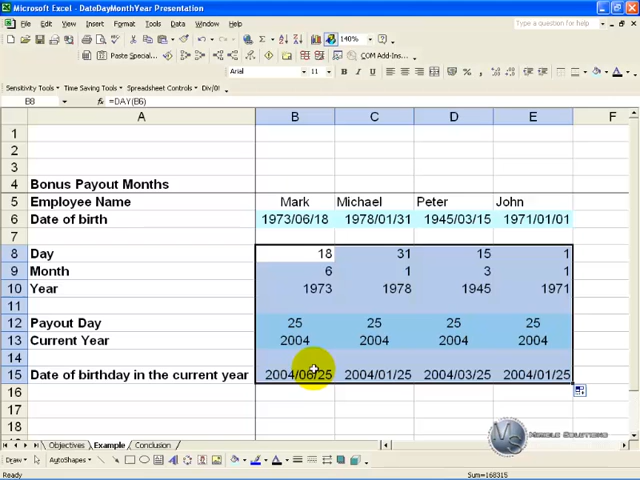 Microsoft Excel - DateDayMonthYear Presentation
File Edit View Insert Format Tools Data Window Help Type a question for help
140%
Paste Special... COM Add-Ins...
Arial 11 B I U
Sensitivity Tools Time Saving Tools Spreadsheet Controls Div/0!
B8 fx =DAY(B6)
A B C D E F
1
2
3
4 Bonus Payout Months
5 Employee Name Mark Michael Peter John
6 Date of birth 1973/06/18 1978/01/31 1945/03/15 1971/01/01
7
8 Day 18 31 15 1
9 Month 6 1 3 1
10 Year 1973 1978 1945 1971
11
12 Payout Day 25 25 25 25
13 Current Year 2004 2004 2004 2004
14
15 Date of birthday in the current year 2004/06/25 2004/01/25 2004/03/25 2004/01/25
16
17
18
Objectives Example Conclusion
Draw AutoShapes
Ready Sum=168315